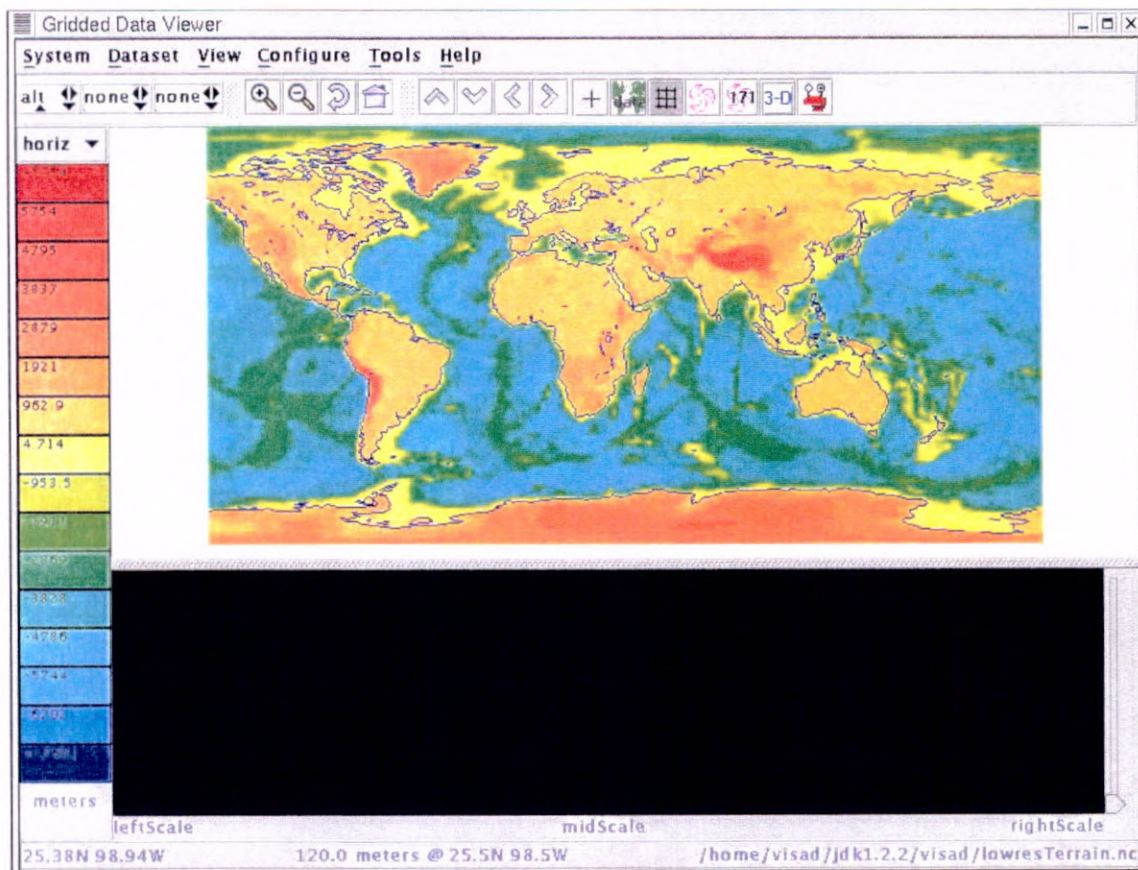 Gridded Data Viewer
System Dataset View Configure Tools Help
alt none none + data 171 3-D
horiz
5754
4795
3837
2879
1921
962.9
4.714
-953.5
-3828
-4786
-5744
meters
leftScale midScale rightScale
25.38N 98.94W 120.0 meters @ 25.5N 98.5W /home/visad/jdk1.2.2/visad/lowresTerrain.nc